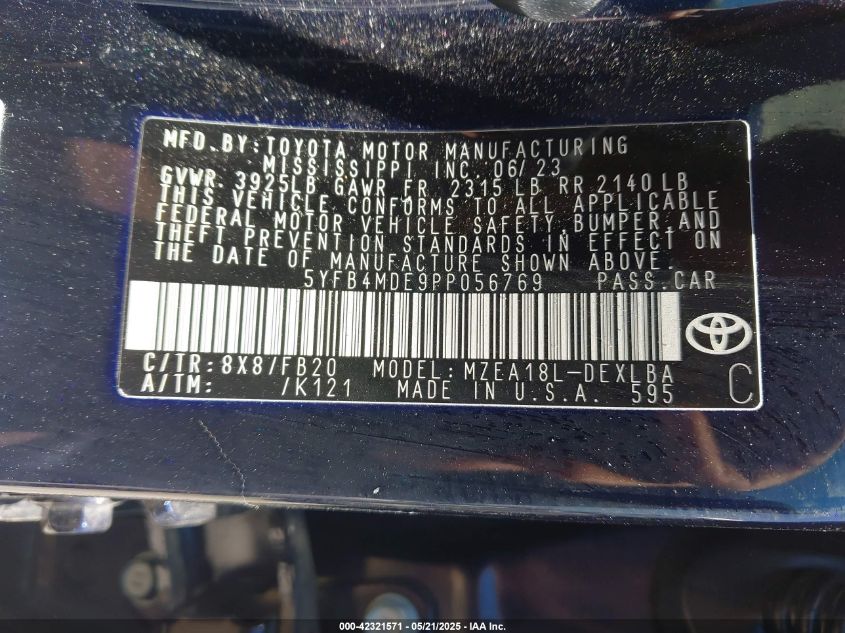 MFD. BY: TOYOTA MOTOR MANUFACTURING
MISSISSIPPI INC. 06/23
GVWR. 3925LB GAWR FR 2315 LB RR 2140 LB
THIS VEHICLE CONFORMS TO ALL APPLICABLE
FEDERAL MOTOR VEHICLE SAFETY, BUMPER, AND
THEFT PREVENTION STANDARDS IN EFFECT ON
THE DATE OF MANUFACTURE SHOWN ABOVE.
5YFB4MDE9PP056769 PASS. CAR
C/TR: 8X8/FB20 MODEL: MZEA18L-DEXLBA
A/TM: /K121 MADE IN U.S.A. 595
C
000-42321571 - 05/21/2025 - IAA Inc.